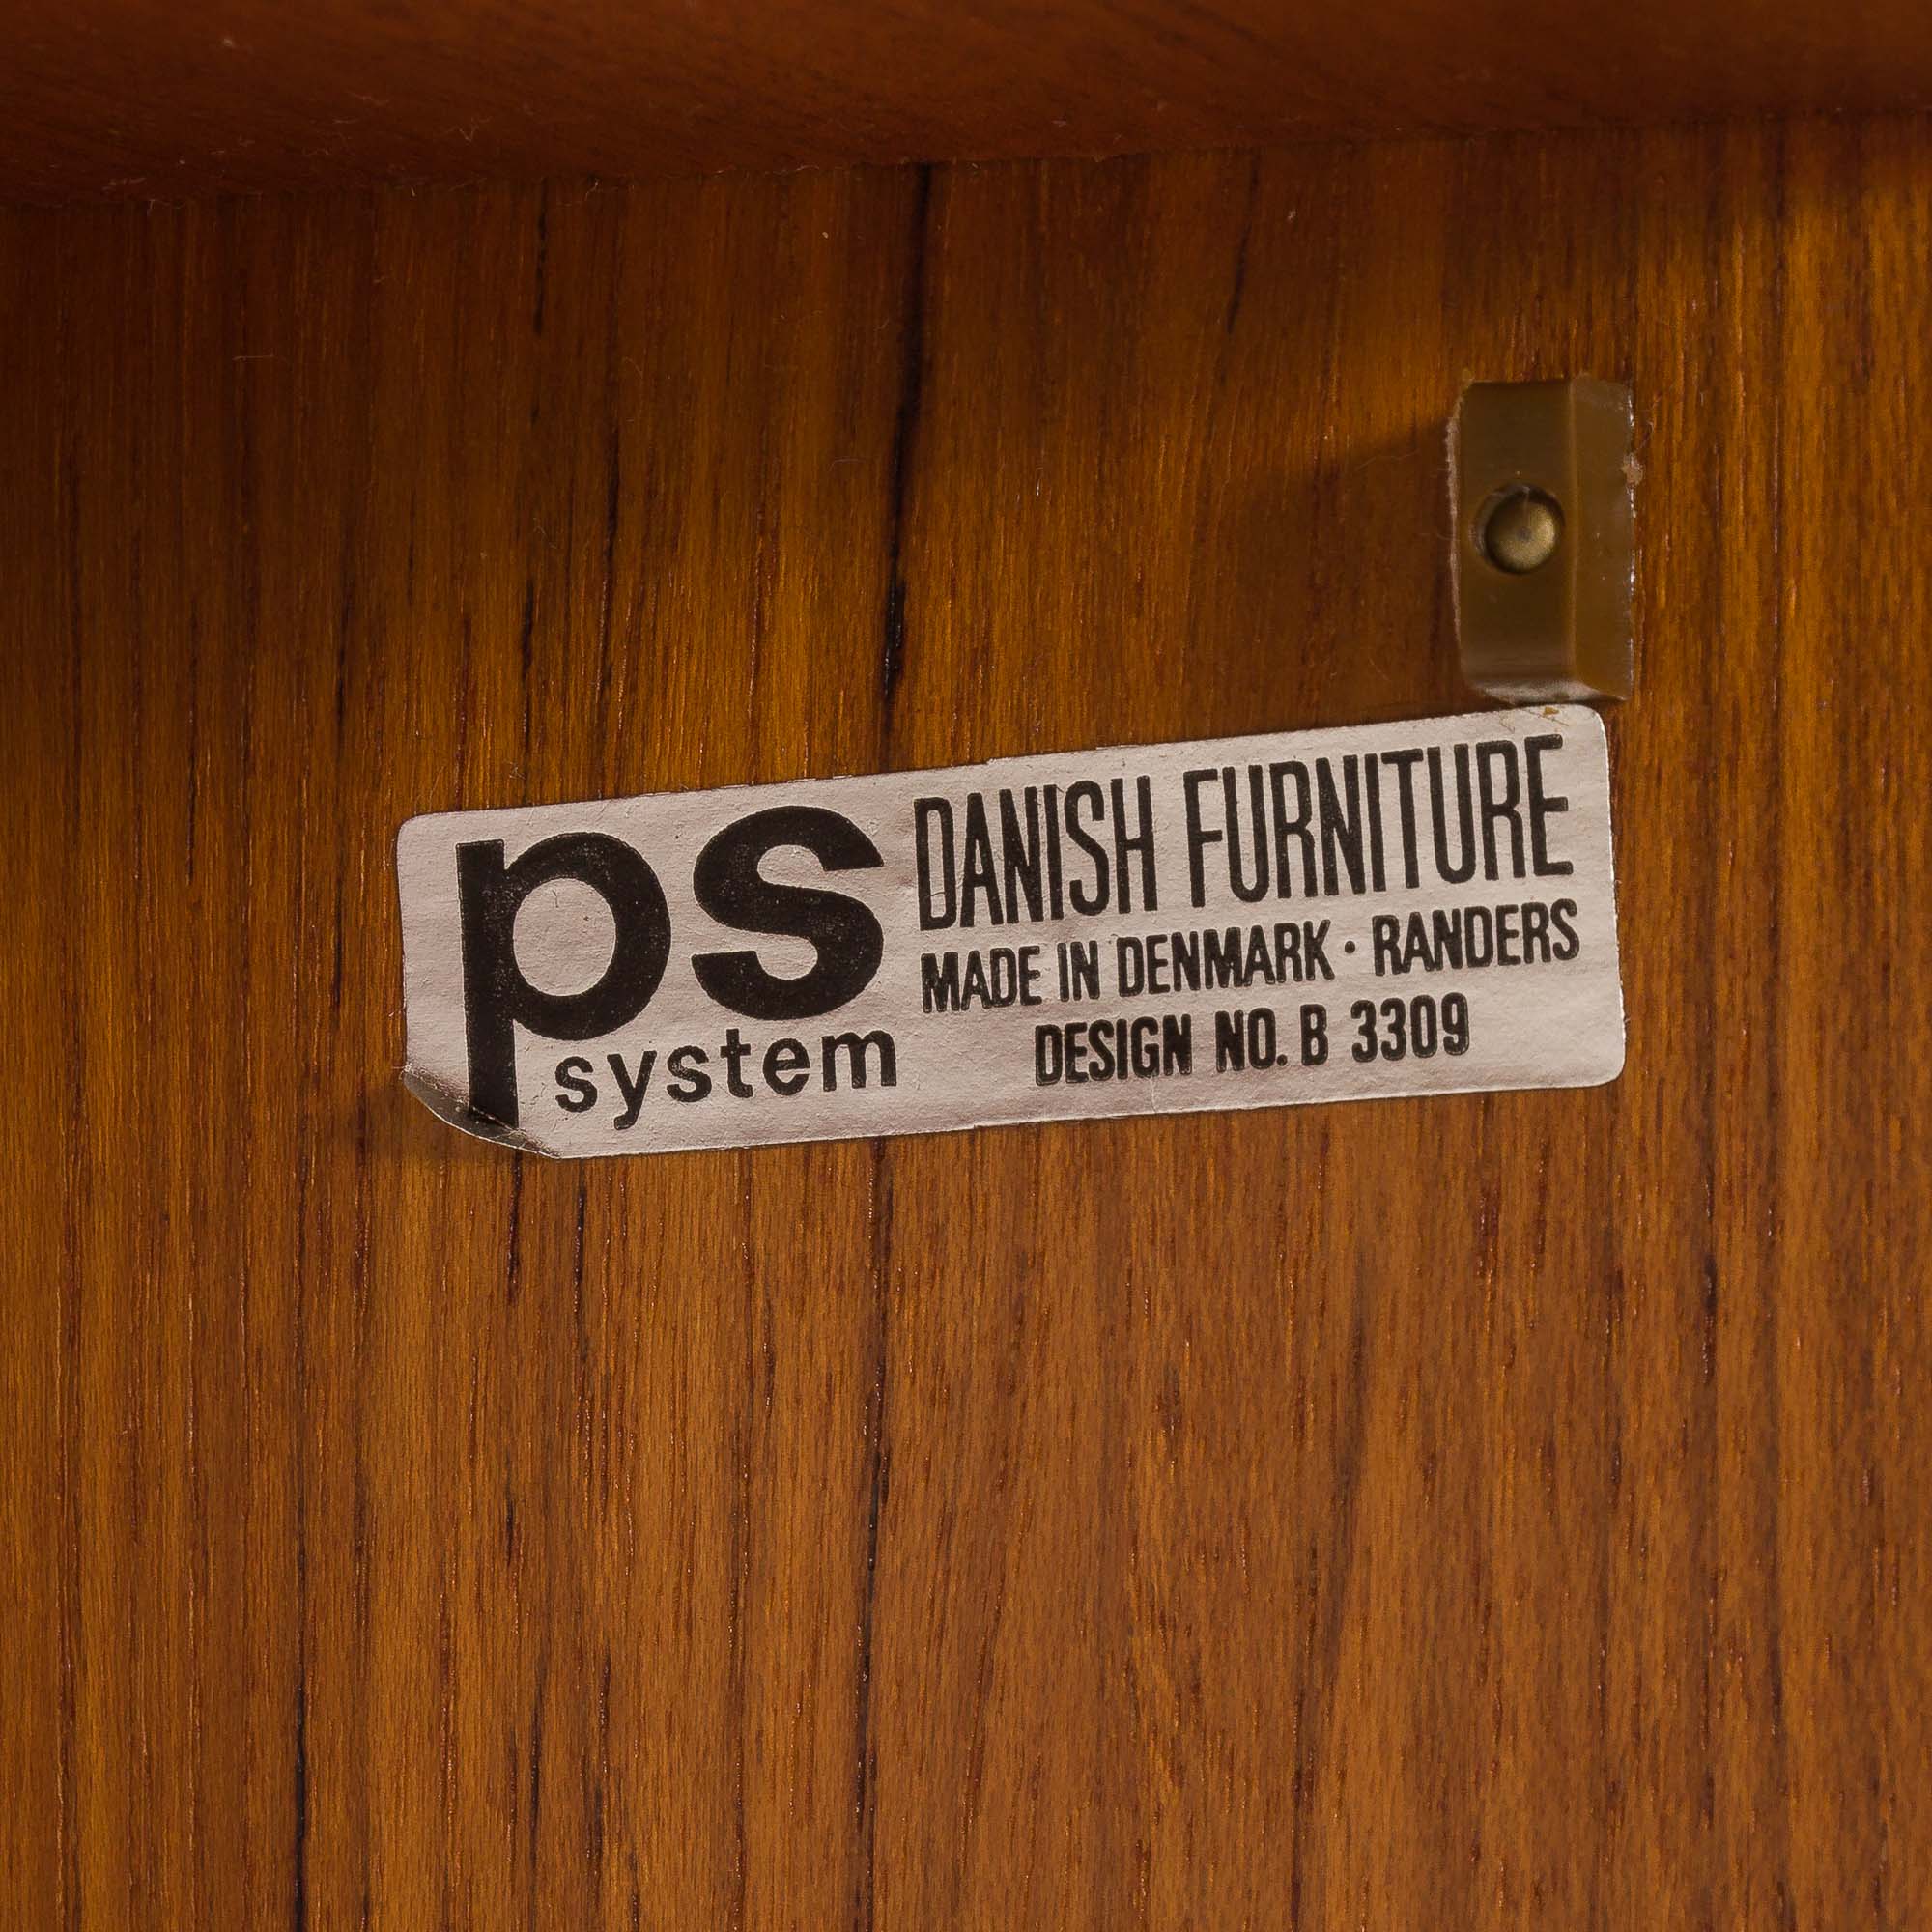 ps
system
DANISH FURNITURE
MADE IN DENMARK · RANDERS
DESIGN NO. B 3309